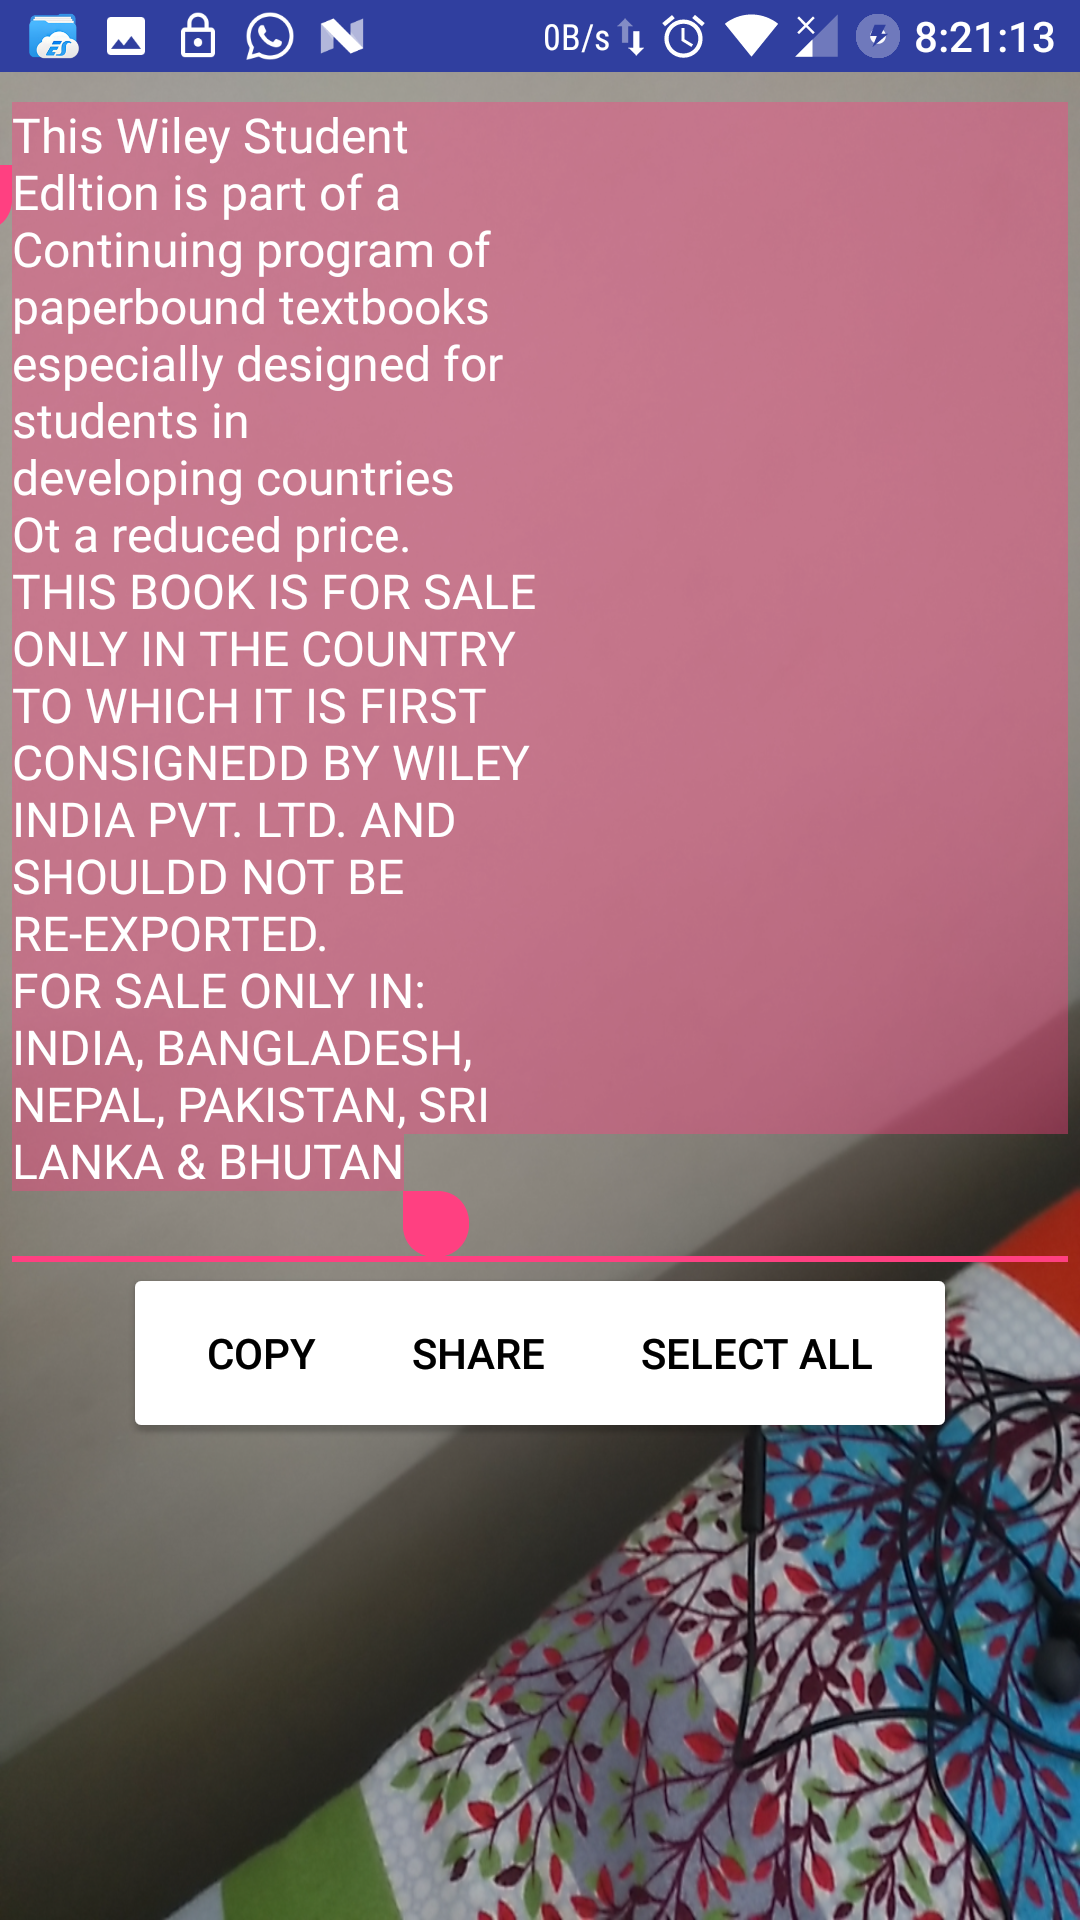 0B/s 8:21:13
This Wiley Student
Edltion is part of a
Continuing program of
paperbound textbooks
especially designed for
students in
developing countries
Ot a reduced price.
THIS BOOK IS FOR SALE
ONLY IN THE COUNTRY
TO WHICH IT IS FIRST
CONSIGNEDD BY WILEY
INDIA PVT. LTD. AND
SHOULDD NOT BE
RE-EXPORTED.
FOR SALE ONLY IN:
INDIA, BANGLADESH,
NEPAL, PAKISTAN, SRI
LANKA & BHUTAN
COPY SHARE SELECT ALL